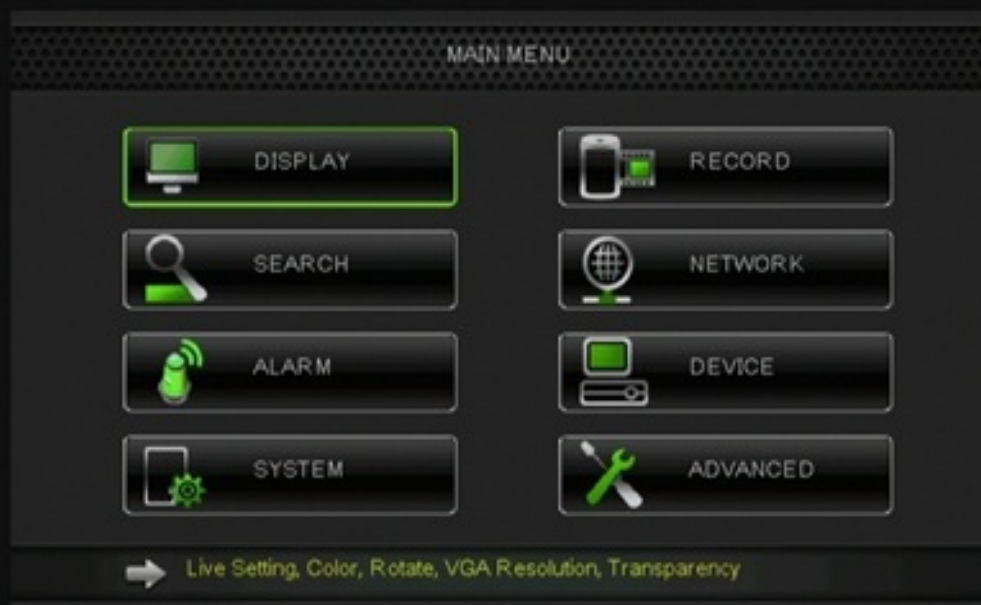 MAIN MENU
DISPLAY
RECORD
SEARCH
NETWORK
ALARM
DEVICE
SYSTEM
ADVANCED
Live Setting, Color, Rotate, VGA Resolution, Transparency